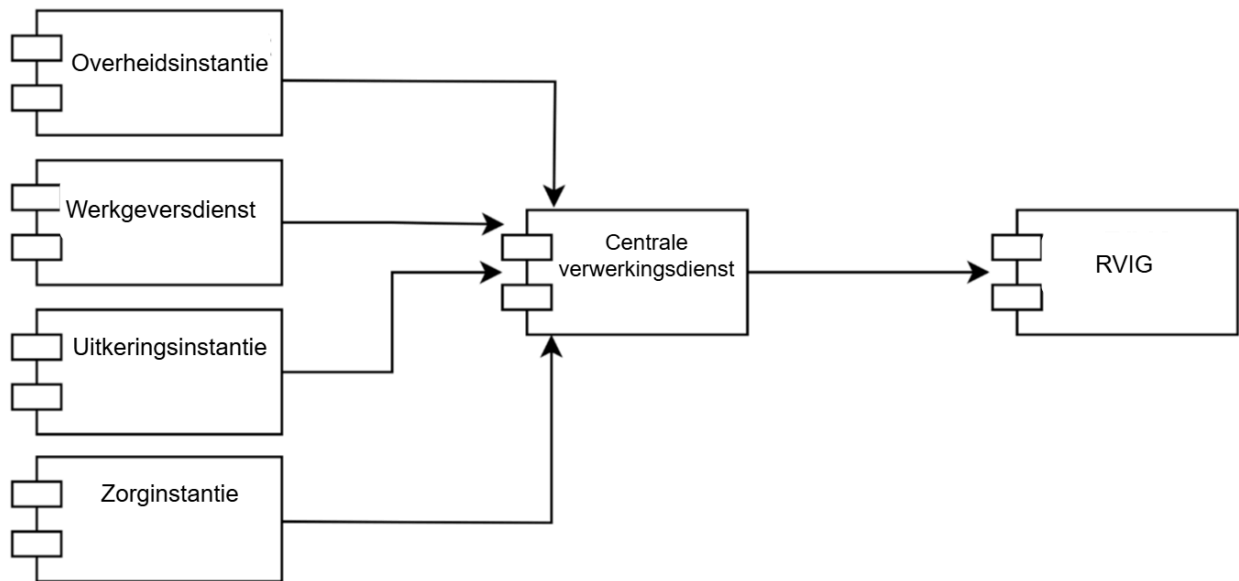 Overheidsinstantie
Werkgeversdienst
Centrale
verwerkingsdienst
RVIG
Uitkeringsinstantie
Zorginstantie